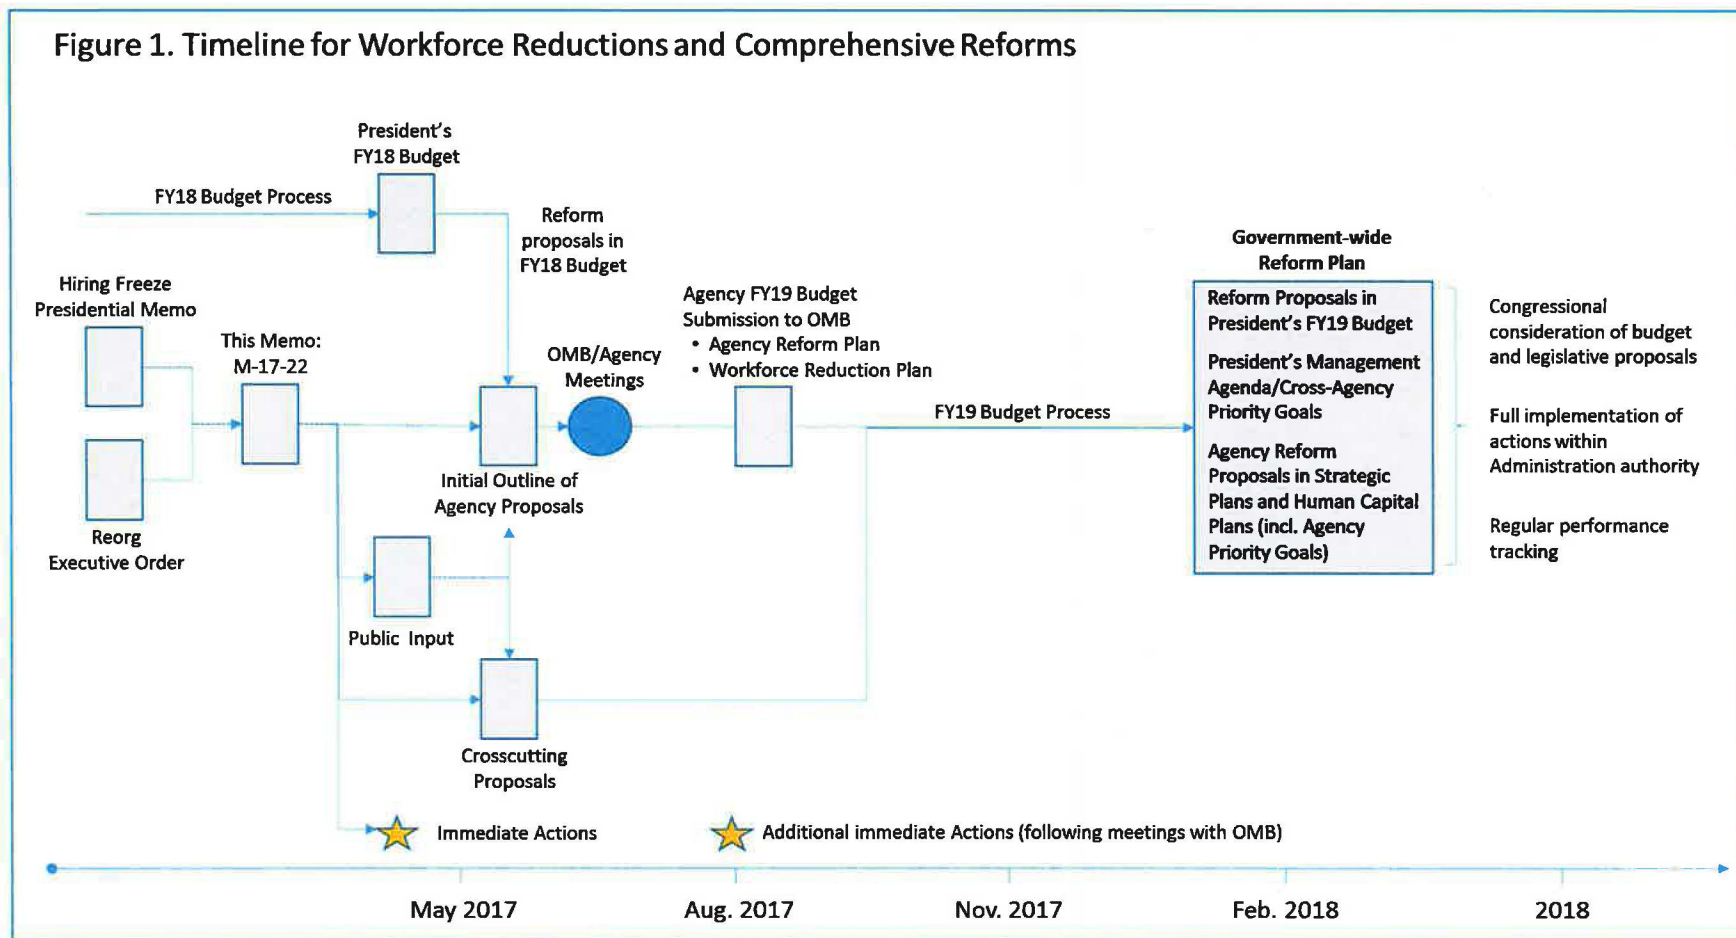 Figure 1. Timeline for Workforce Reductions and Comprehensive Reforms
President's
FY18 Budget
FY18 Budget Process
Reform
proposals in
FY18 Budget
Hiring Freeze
Presidential Memo
This Memo:
M-17-22
Reorg
Executive Order
OMB/Agency
Meetings
Agency FY19 Budget
Submission to OMB
• Agency Reform Plan
• Workforce Reduction Plan
Initial Outline of
Agency Proposals
Public Input
Crosscutting
Proposals
FY19 Budget Process
Government-wide
Reform Plan
Reform Proposals in
President's FY19 Budget
President's Management
Agenda/Cross-Agency
Priority Goals
Agency Reform
Proposals in Strategic
Plans and Human Capital
Plans (incl. Agency
Priority Goals)
Congressional
consideration of budget
and legislative proposals
Full implementation of
actions within
Administration authority
Regular performance
tracking
Immediate Actions
Additional immediate Actions (following meetings with OMB)
May 2017
Aug. 2017
Nov. 2017
Feb. 2018
2018